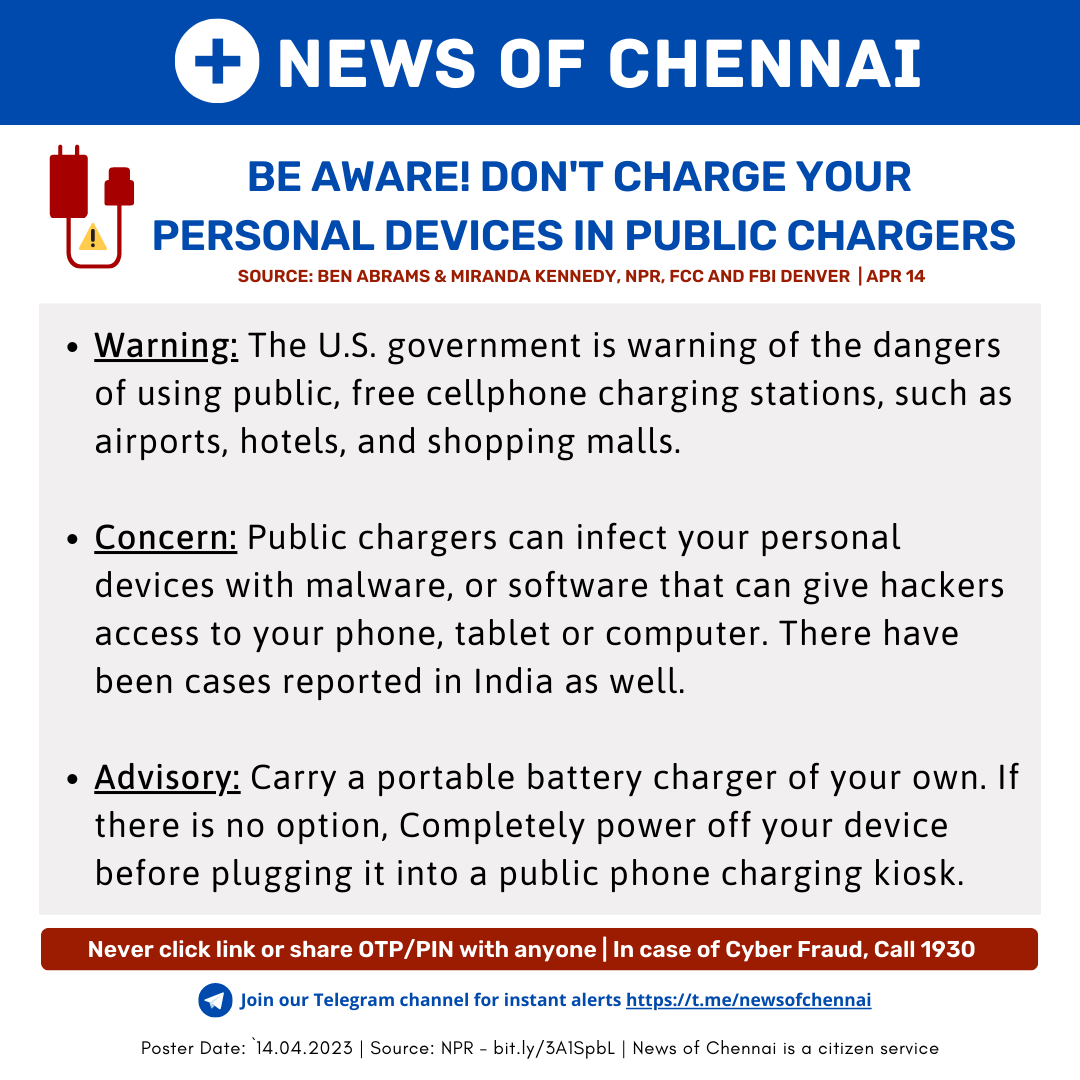 NEWS OF CHENNAI
BE AWARE! DON'T CHARGE YOUR
PERSONAL DEVICES IN PUBLIC CHARGERS
SOURCE: BEN ABRAMS & MIRANDA KENNEDY, NPR, FCC AND FBI DENVER | APR 14
• Warning: The U.S. government is warning of the dangers
of using public, free cellphone charging stations, such as
airports, hotels, and shopping malls.
• Concern: Public chargers can infect your personal
devices with malware, or software that can give hackers
access to your phone, tablet or computer. There have
been cases reported in India as well.
• Advisory: Carry a portable battery charger of your own. If
there is no option, Completely power off your device
before plugging it into a public phone charging kiosk.
Never click link or share OTP/PIN with anyone | In case of Cyber Fraud, Call 1930
Join our Telegram channel for instant alerts https://t.me/newsofchennai
Poster Date: `14.04.2023 | Source: NPR - bit.ly/3A1SpbL | News of Chennai is a citizen service